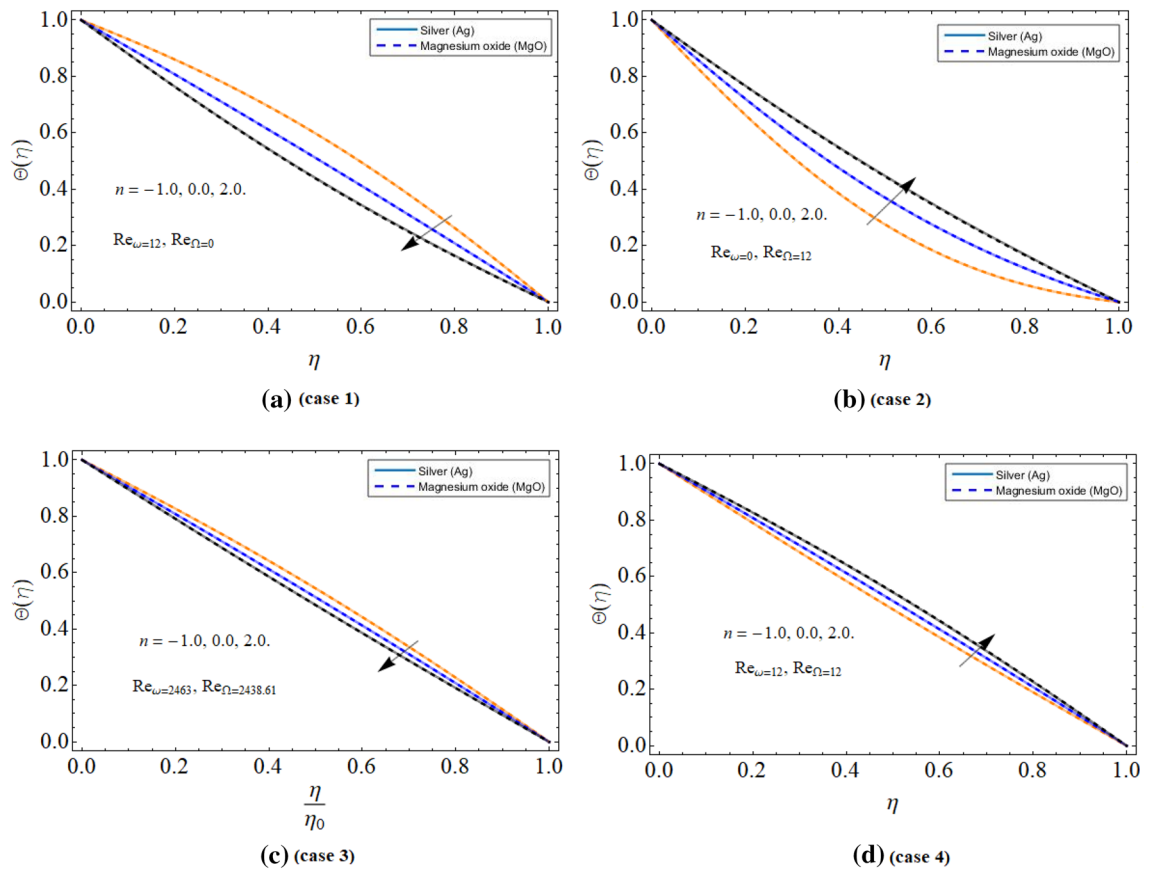 1.0
0.8
0.6
0.4
0.2
0.0
Θ(η)
Silver (Ag)
Magnesium oxide (MgO)
n = −1.0, 0.0, 2.0.
Reω=12, ReΩ=0
0.0 0.2 0.4 0.6 0.8 1.0
η
(a) (case 1)
1.0
0.8
0.6
0.4
0.2
0.0
Θ(η)
Silver (Ag)
Magnesium oxide (MgO)
n = −1.0, 0.0, 2.0.
Reω=0, ReΩ=12
0.0 0.2 0.4 0.6 0.8 1.0
η
(b) (case 2)
1.0
0.8
0.6
0.4
0.2
0.0
Θ(η)
Silver (Ag)
Magnesium oxide (MgO)
n = −1.0, 0.0, 2.0.
Reω=2463, ReΩ=2438.61
0.0 0.2 0.4 0.6 0.8 1.0
η
η0
(c) (case 3)
1.0
0.8
0.6
0.4
0.2
0.0
Θ(η)
Silver (Ag)
Magnesium oxide (MgO)
n = −1.0, 0.0, 2.0.
Reω=12, ReΩ=12
0.0 0.2 0.4 0.6 0.8 1.0
η
(d) (case 4)